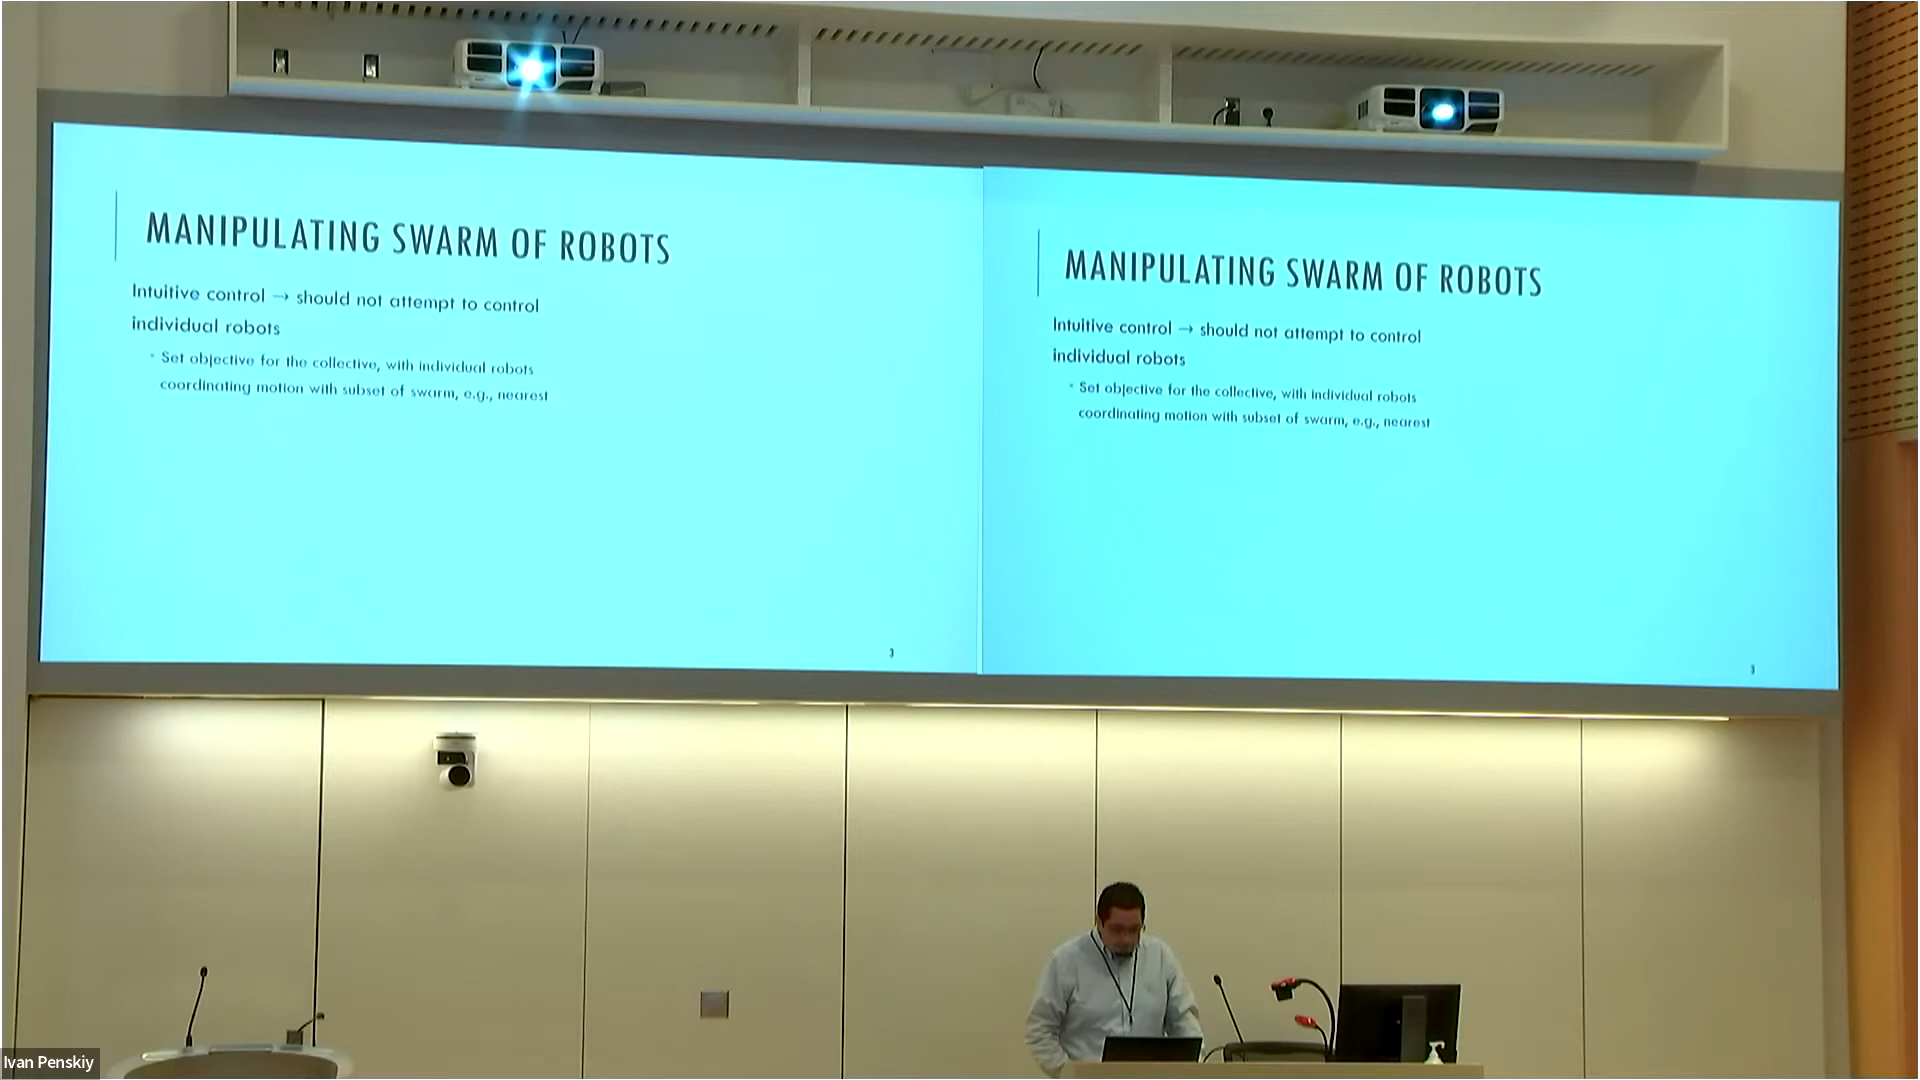 MANIPULATING SWARM OF ROBOTS
Intuitive control → should not attempt to control
individual robots
• Set objective for the collective, with individual robots
coordinating motion with subset of swarm, e.g., nearest
3
MANIPULATING SWARM OF ROBOTS
Intuitive control → should not attempt to control
individual robots
• Set objective for the collective, with individual robots
coordinating motion with subset of swarm, e.g., nearest
3
Ivan Penskiy